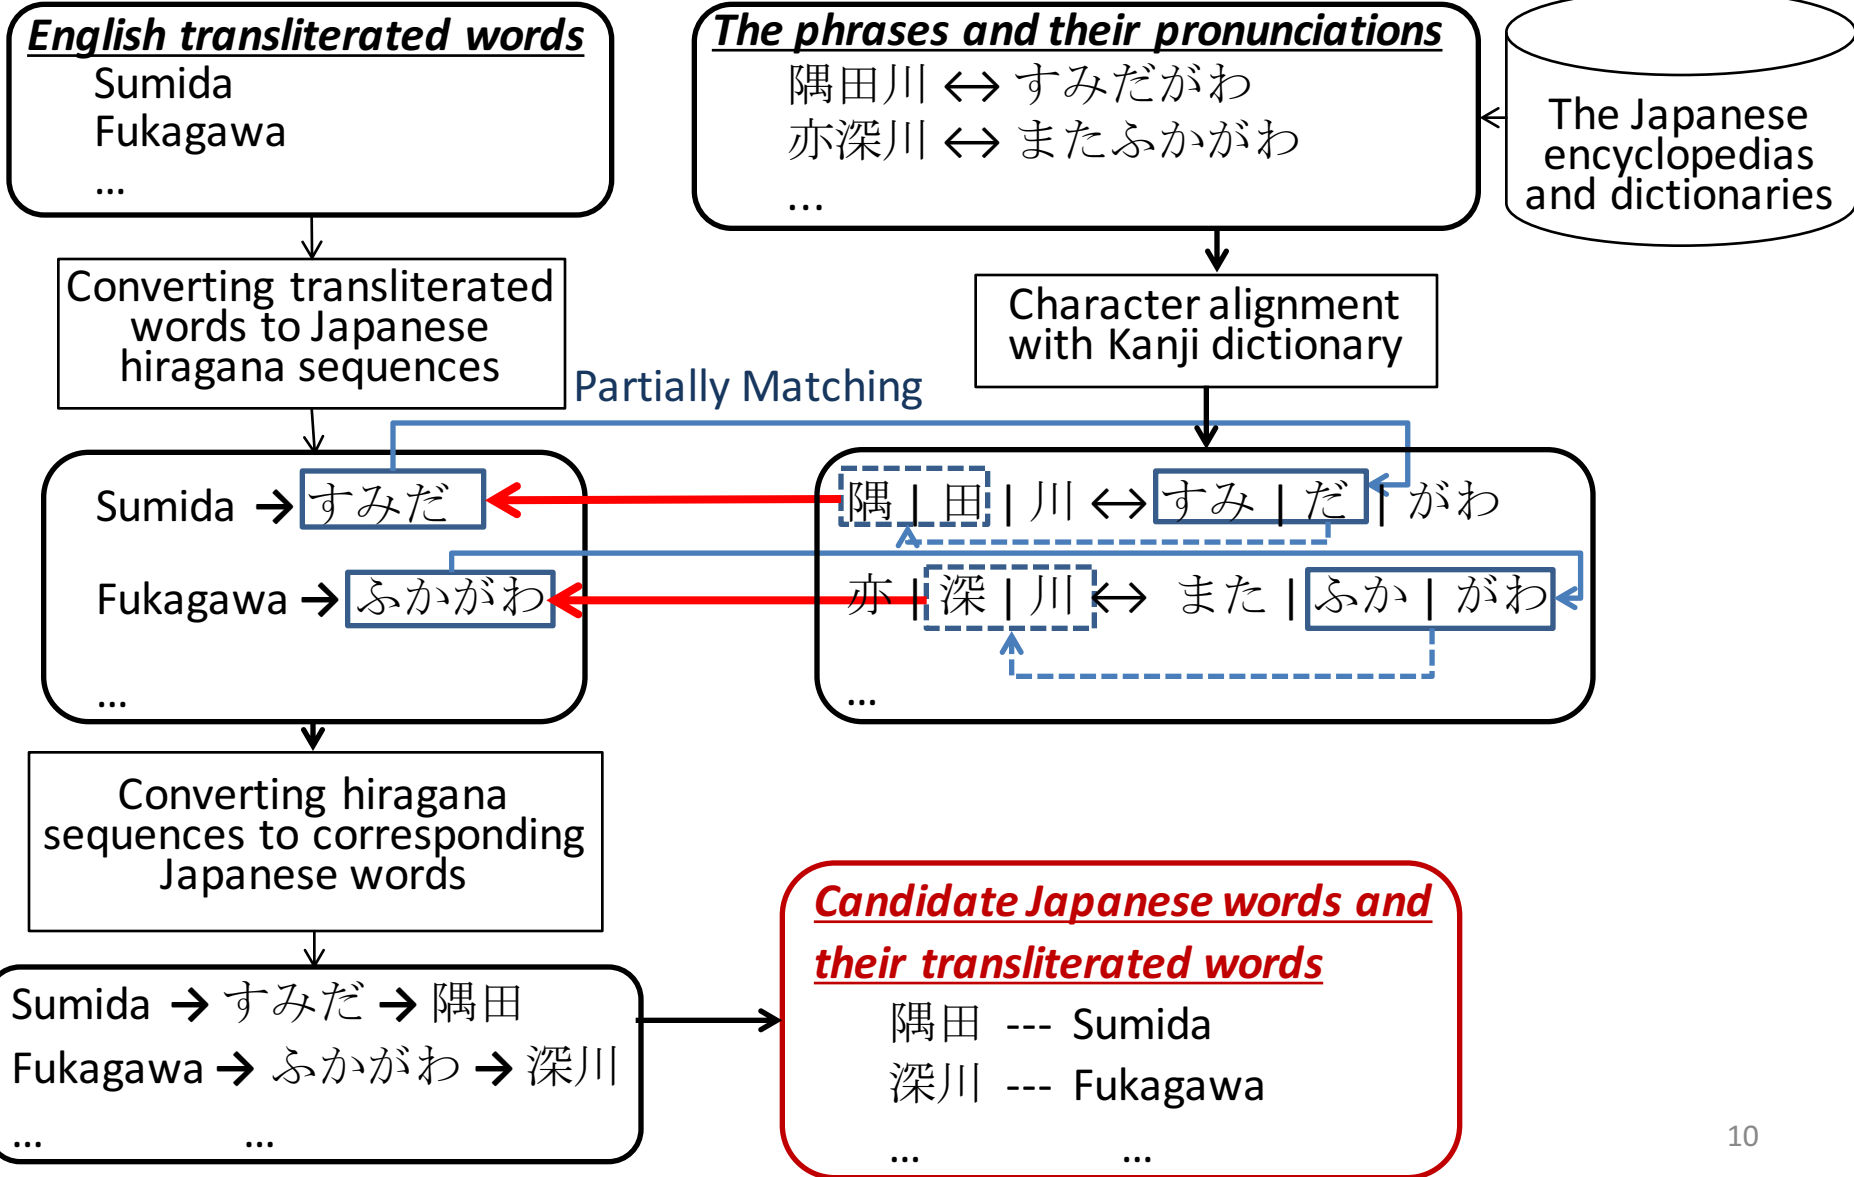 English transliterated words
Sumida
Fukagawa
...
The phrases and their pronunciations
隅田川 ↔ すみだがわ
亦深川 ↔ またふかがわ
...
The Japanese
encyclopedias
and dictionaries
Converting transliterated
words to Japanese
hiragana sequences
Character alignment
with Kanji dictionary
Partially Matching
Sumida → すみだ
Fukagawa → ふかがわ
...
隅 | 田 | 川 ↔ すみ | だ | がわ
亦 | 深 | 川 ↔ また | ふか | がわ
...
Converting hiragana
sequences to corresponding
Japanese words
Sumida → すみだ → 隅田
Fukagawa → ふかがわ → 深川
... ...
Candidate Japanese words and
their transliterated words
隅田 --- Sumida
深川 --- Fukagawa
... ...
10